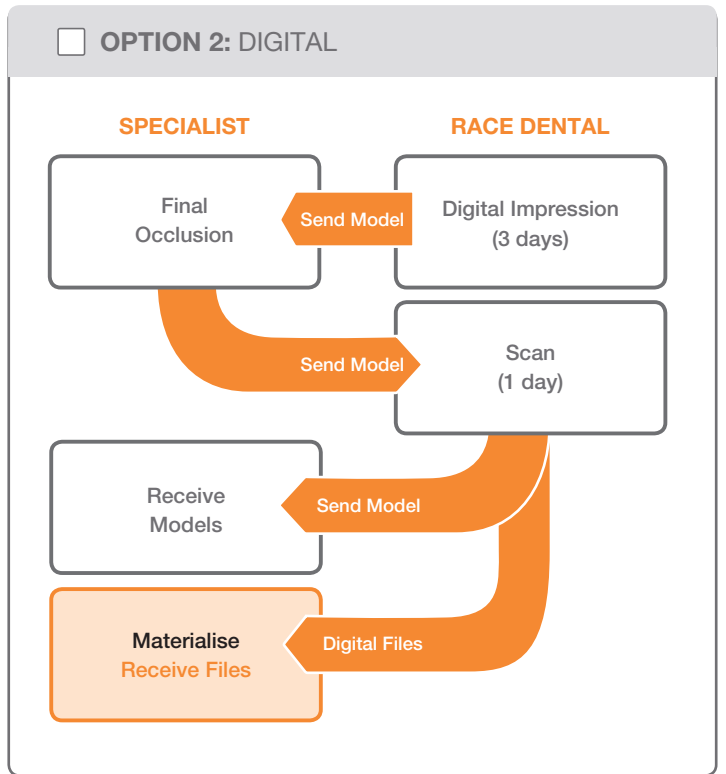 OPTION 2: DIGITAL
SPECIALIST
RACE DENTAL
Final
Occlusion
Send Model
Digital Impression
(3 days)
Send Model
Scan
(1 day)
Receive
Models
Send Model
Materialise
Receive Files
Digital Files